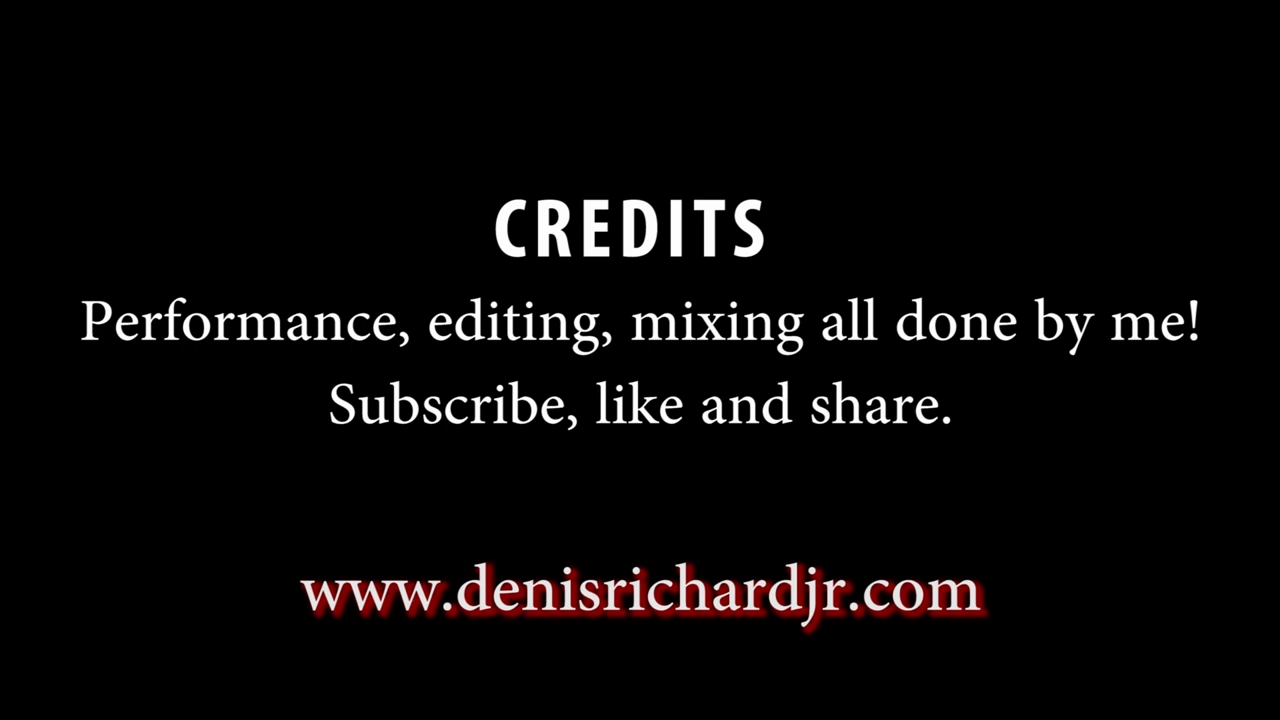 CREDITS
Performance, editing, mixing all done by me!
Subscribe, like and share.
www.denisrichardjr.com